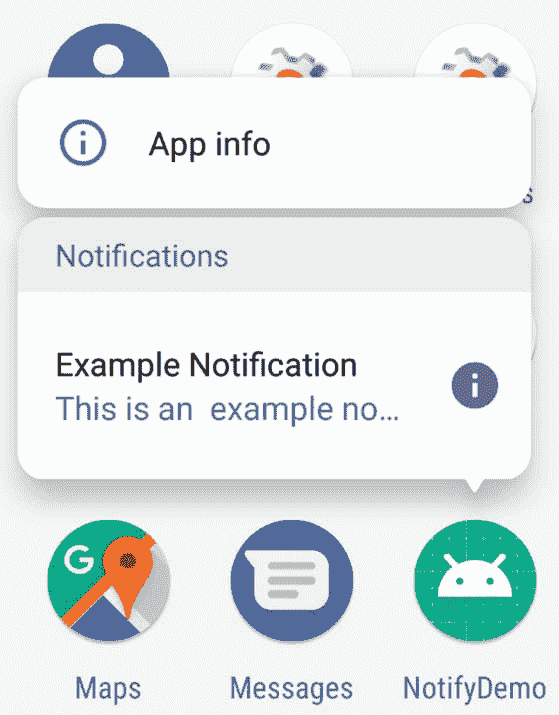 App info
s
Notifications
Example Notification
This is an  example no...
G
Maps
Messages
NotifyDemo